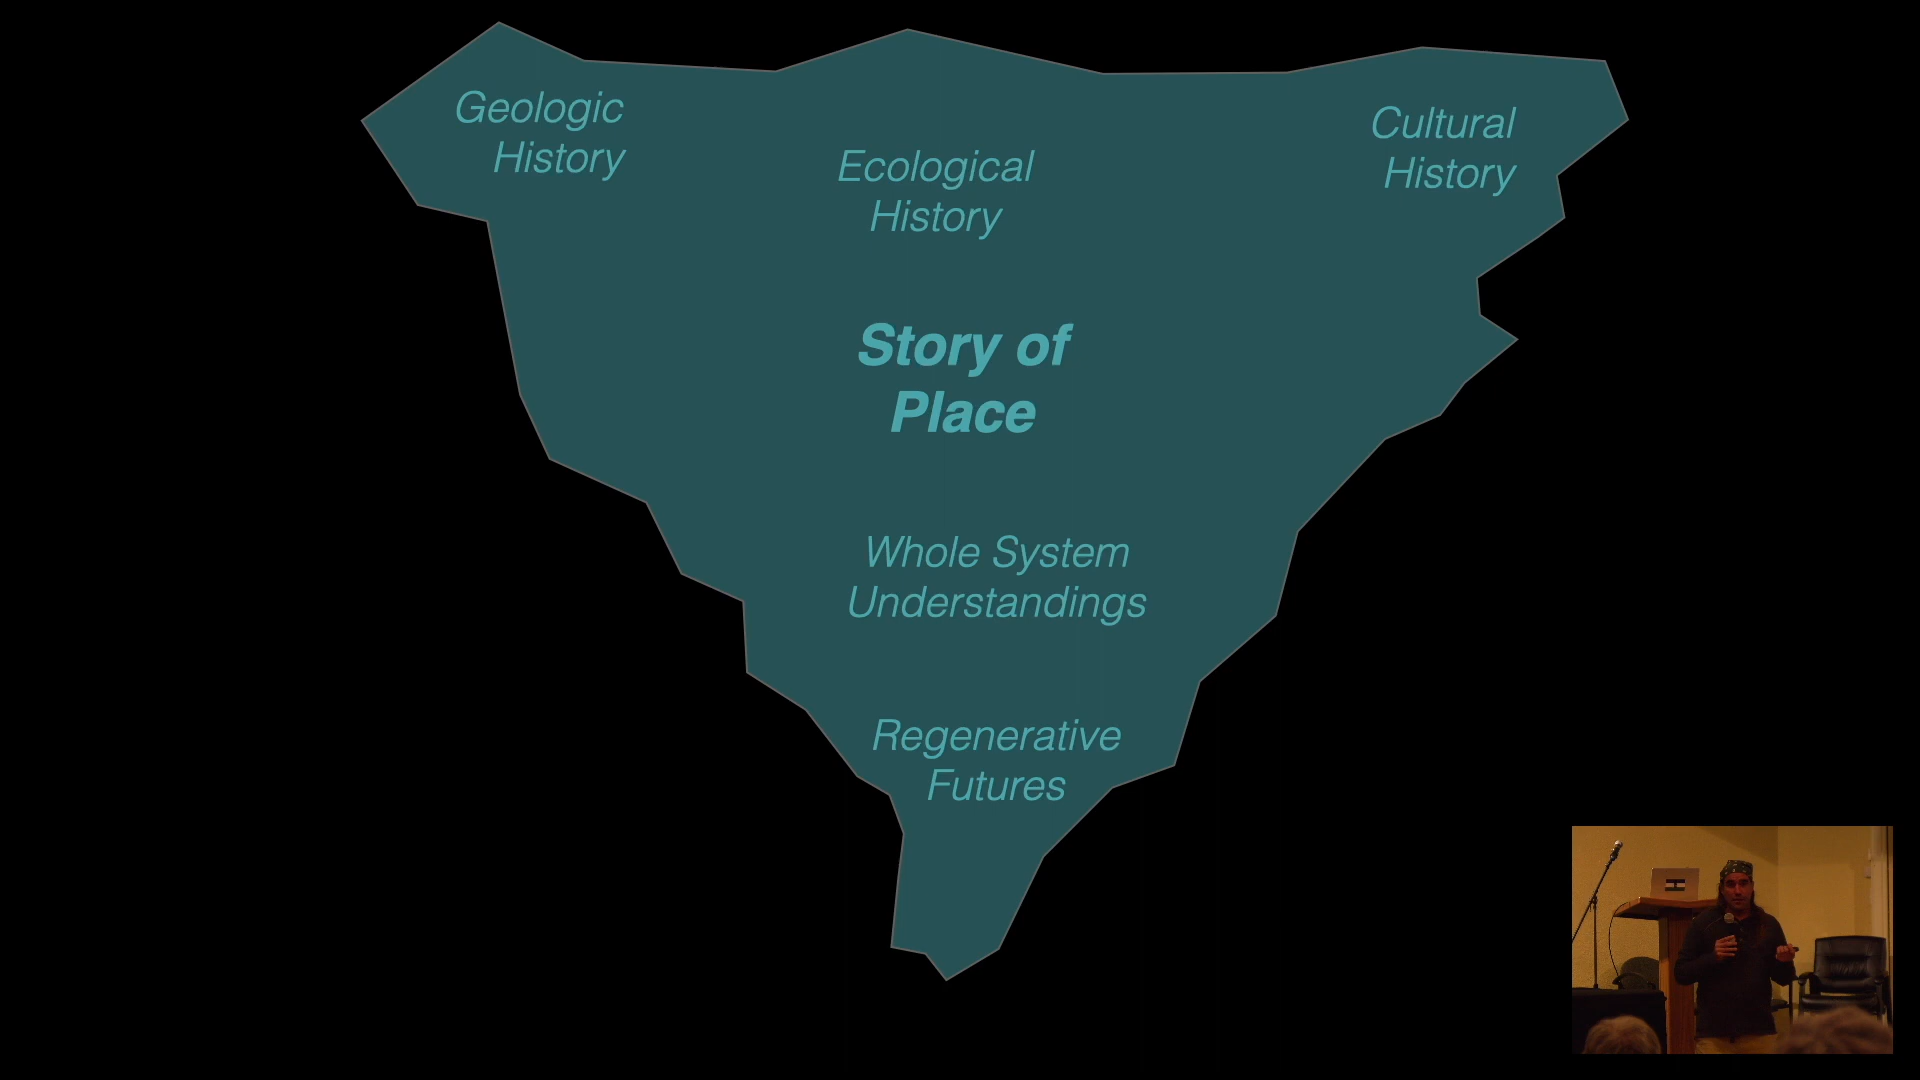 Geologic
History
Ecological
History
Cultural
History
Story of
Place
Whole System
Understandings
Regenerative
Futures